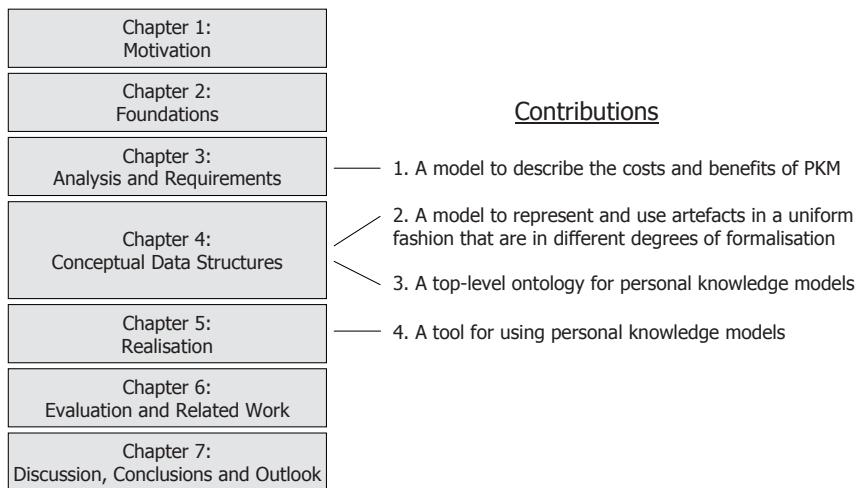 Chapter 1:
Motivation
Chapter 2:
Foundations
Contributions
Chapter 3:
Analysis and Requirements
1. A model to describe the costs and benefits of PKM
Chapter 4:
Conceptual Data Structures
2. A model to represent and use artefacts in a uniform
fashion that are in different degrees of formalisation
3. A top-level ontology for personal knowledge models
Chapter 5:
Realisation
4. A tool for using personal knowledge models
Chapter 6:
Evaluation and Related Work
Chapter 7:
Discussion, Conclusions and Outlook